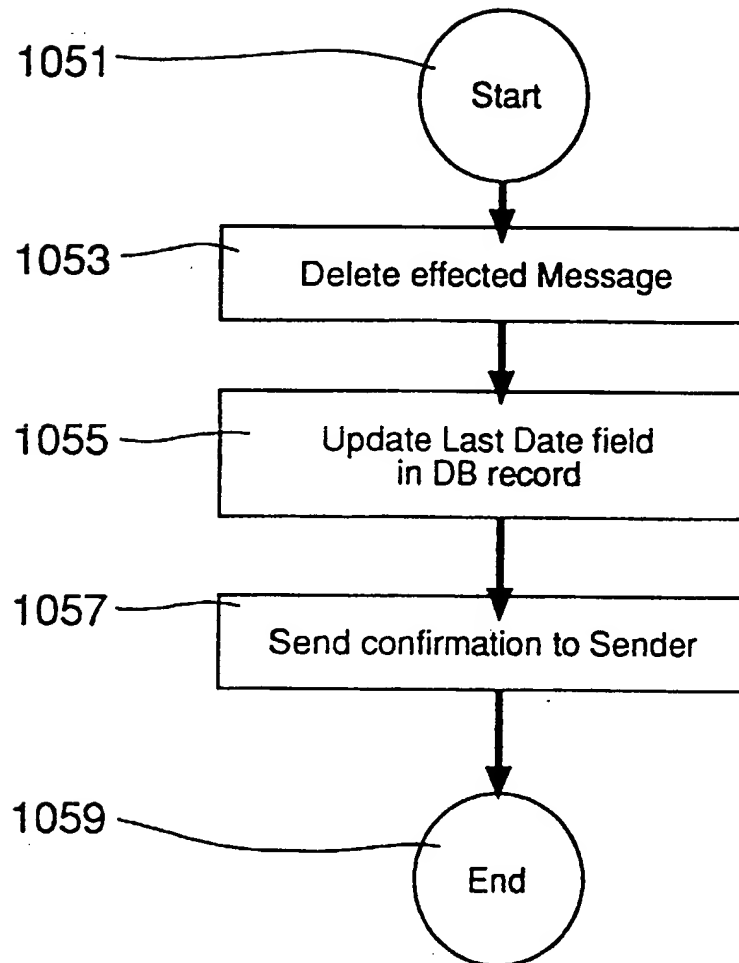 1051
Start
1053
Delete effected Message
1055
Update Last Date field
in DB record
1057
Send confirmation to Sender
1059
End